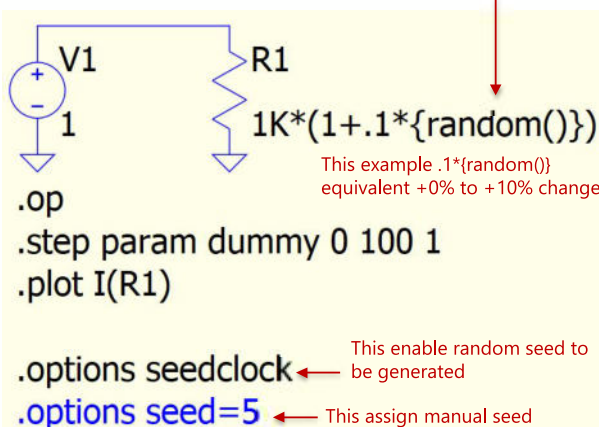 V1
R1
+
-
1
1K*(1+.1*{random()})
This example .1*{random()}
equivalent +0% to +10% change
.op
.step param dummy 0 100 1
.plot I(R1)
.options seedclock
This enable random seed to
be generated
.options seed=5
This assign manual seed